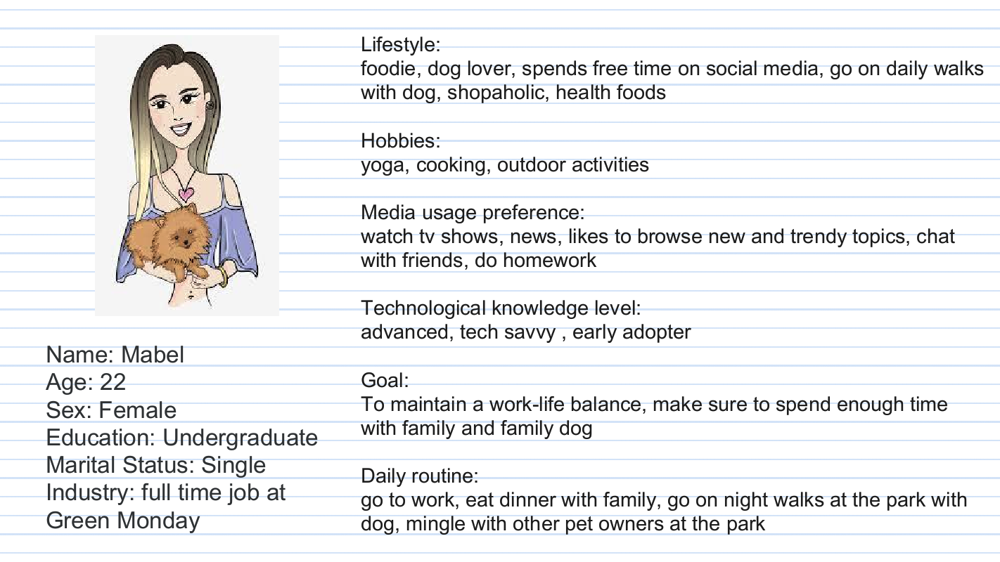 Name: Mabel
Age: 22
Sex: Female
Education: Undergraduate
Marital Status: Single
Industry: full time job at
Green Monday
Lifestyle:
foodie, dog lover, spends free time on social media, go on daily walks
with dog, shopaholic, health foods
Hobbies:
yoga, cooking, outdoor activities
Media usage preference:
watch tv shows, news, likes to browse new and trendy topics, chat
with friends, do homework
Technological knowledge level:
advanced, tech savvy , early adopter
Goal:
To maintain a work-life balance, make sure to spend enough time
with family and family dog
Daily routine:
go to work, eat dinner with family, go on night walks at the park with
dog, mingle with other pet owners at the park